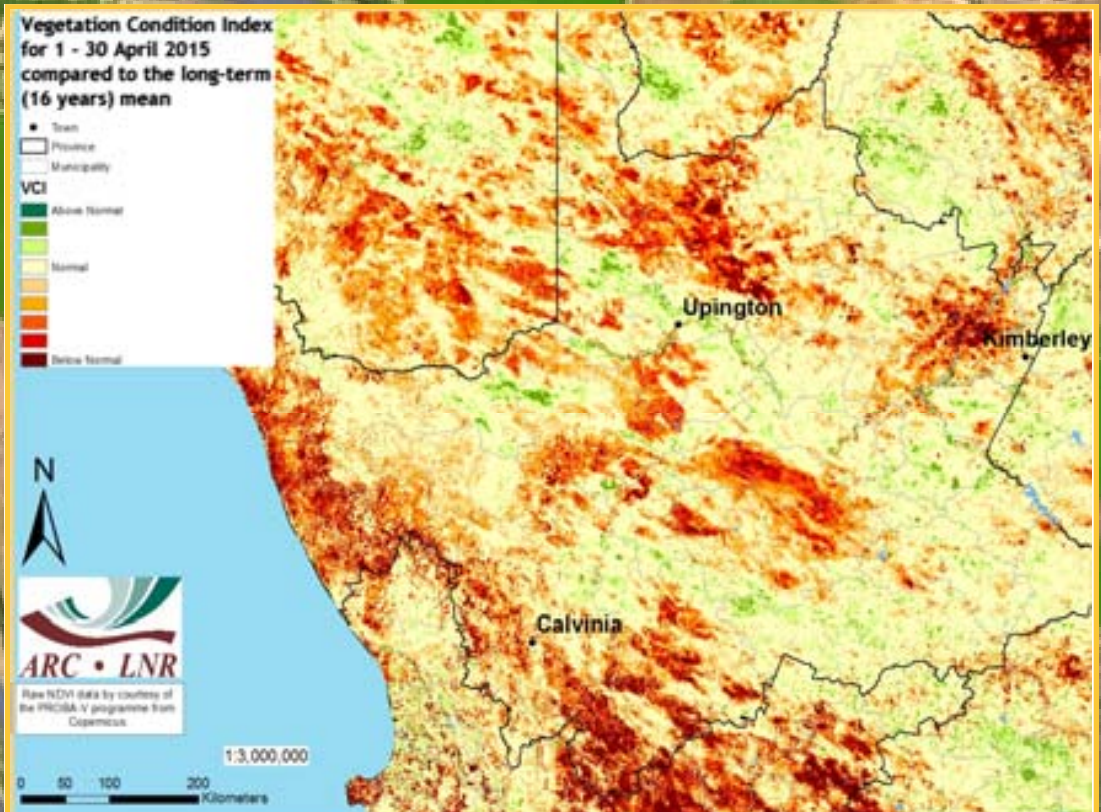 Vegetation Condition Index
for 1 - 30 April 2015
compared to the long-term
(16 years) mean
Town
Province
Municipality
VCI
Above Normal
Normal
Below Normal
Upington
Kimberley
N
Calvinia
ARC • LNR
Raw NDVI data by courtesy of
the PROBA-V programme from
Copernicus
1:3,000,000
0 50 100 200
Kilometers